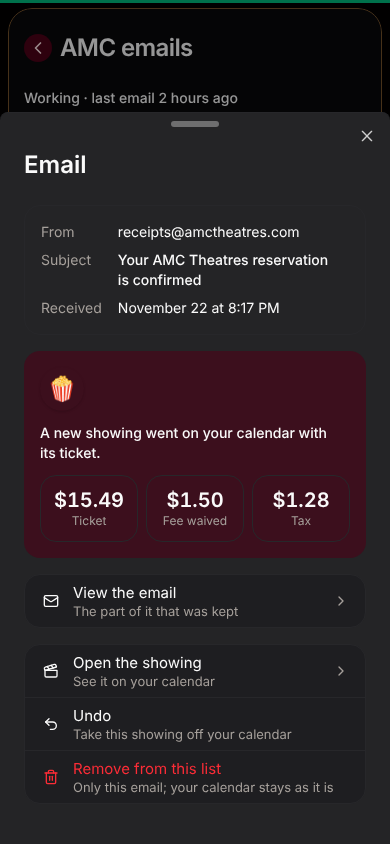 AMC emails
Working · last email 2 hours ago
Email
From receipts@amctheatres.com
Subject Your AMC Theatres reservation
is confirmed
Received November 22 at 8:17 PM
A new showing went on your calendar with
its ticket.
$15.49 $1.50 $1.28
Ticket Fee waived Tax
View the email
The part of it that was kept
Open the showing
See it on your calendar
Undo
Take this showing off your calendar
Remove from this list
Only this email; your calendar stays as it is